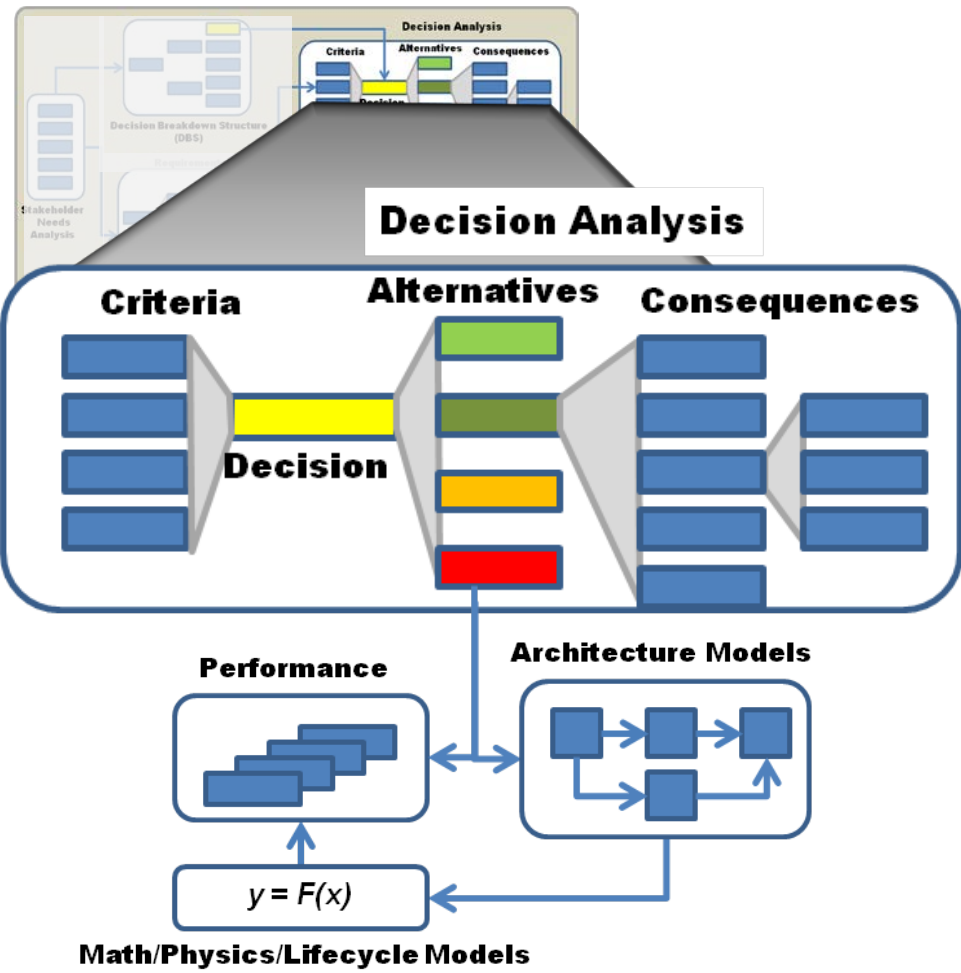 Decision Analysis
Criteria
Alternatives
Consequences
Decision
Decision Breakdown Structure
(DBS)
Stakeholder
Needs
Analysis
Decision Analysis
Criteria
Alternatives
Consequences
Decision
Performance
Architecture Models
y = F(x)
Math/Physics/Lifecycle Models